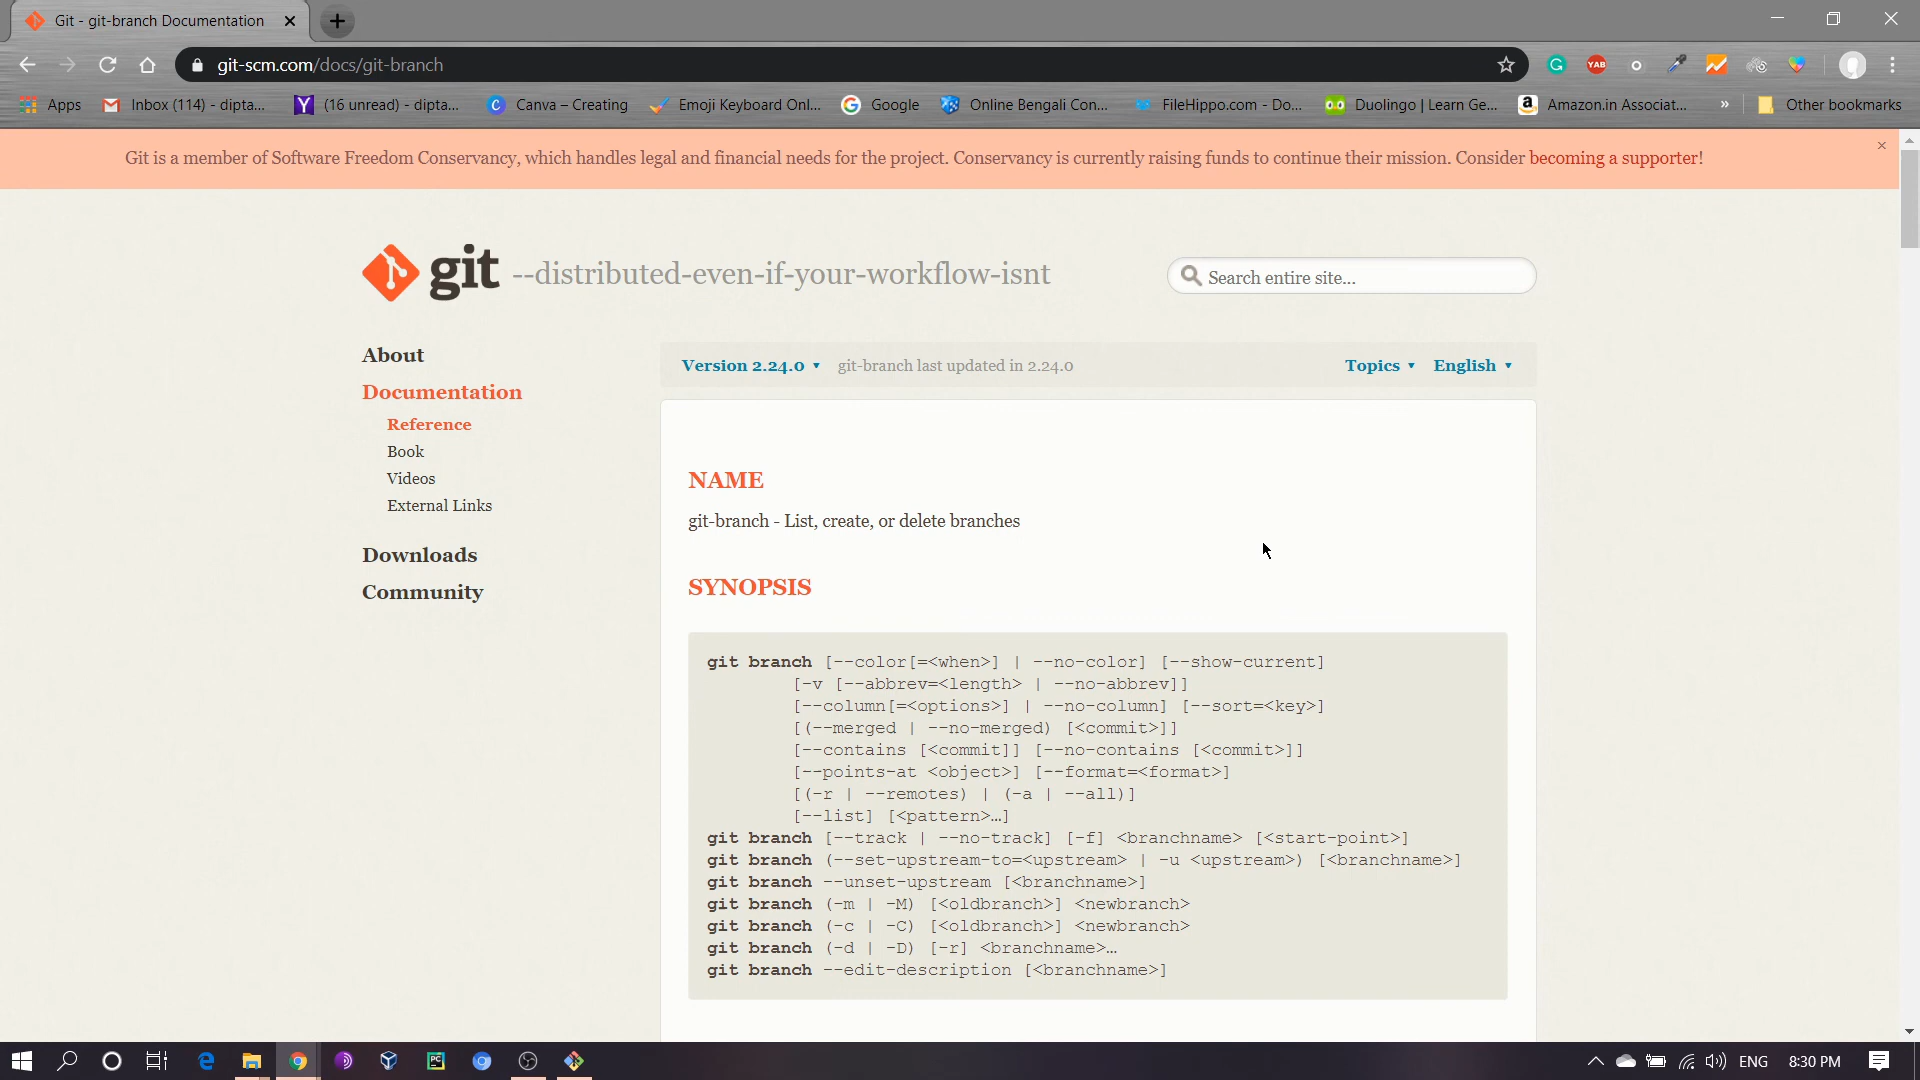 Git - git-branch Documentation
git-scm.com/docs/git-branch
G
YAB
Apps
Inbox (114) - dipta...
(16 unread) - dipta...
Canva – Creating
Emoji Keyboard Onl...
Google
Online Bengali Con...
FileHippo.com - Do...
Duolingo | Learn Ge...
Amazon.in Associat...
»
Other bookmarks
Git is a member of Software Freedom Conservancy, which handles legal and financial needs for the project. Conservancy is currently raising funds to continue their mission. Consider becoming a supporter!
git --distributed-even-if-your-workflow-isnt
Search entire site...
About
Documentation
Reference
Book
Videos
External Links
Downloads
Community
Version 2.24.0 ▾ git-branch last updated in 2.24.0
Topics ▾ English ▾
NAME
git-branch - List, create, or delete branches
SYNOPSIS
git branch [--color[=<when>] | --no-color] [--show-current]
[-v [--abbrev=<length> | --no-abbrev]]
[--column[=<options>] | --no-column] [--sort=<key>]
[(--merged | --no-merged) [<commit>]]
[--contains [<commit]] [--no-contains [<commit>]]
[--points-at <object>] [--format=<format>]
[(-r | --remotes) | (-a | --all)]
[--list] [<pattern>…]
git branch [--track | --no-track] [-f] <branchname> [<start-point>]
git branch (--set-upstream-to=<upstream> | -u <upstream>) [<branchname>]
git branch --unset-upstream [<branchname>]
git branch (-m | -M) [<oldbranch>] <newbranch>
git branch (-c | -C) [<oldbranch>] <newbranch>
git branch (-d | -D) [-r] <branchname>…
git branch --edit-description [<branchname>]
PC
ENG
8:30 PM